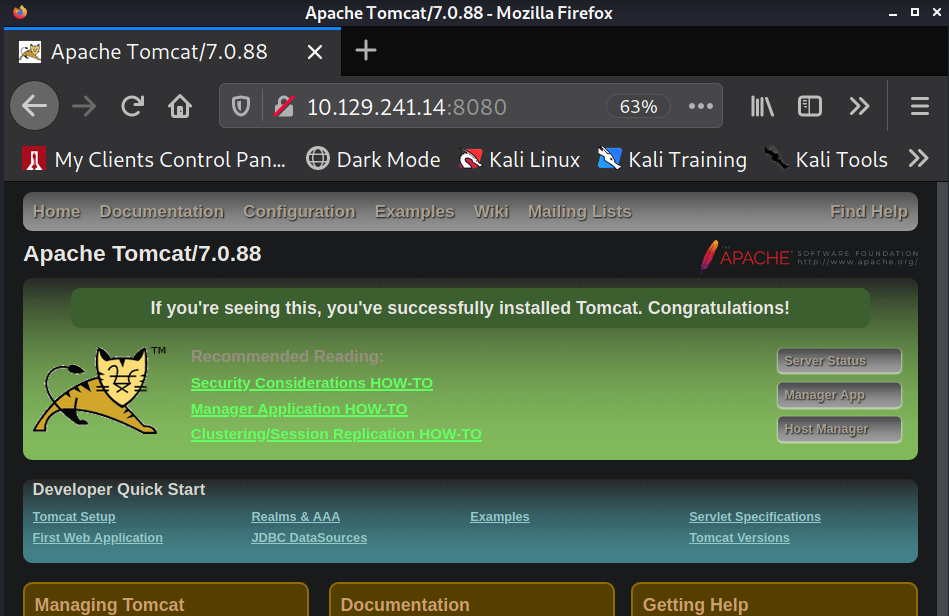 Apache Tomcat/7.0.88 - Mozilla Firefox
Apache Tomcat/7.0.88
10.129.241.14:8080 63%
My Clients Control Pan... Dark Mode Kali Linux Kali Training Kali Tools
Home Documentation Configuration Examples Wiki Mailing Lists Find Help
Apache Tomcat/7.0.88
THE APACHE SOFTWARE FOUNDATION
http://www.apache.org/
If you're seeing this, you've successfully installed Tomcat. Congratulations!
TM
Recommended Reading:
Security Considerations HOW-TO
Manager Application HOW-TO
Clustering/Session Replication HOW-TO
Server Status
Manager App
Host Manager
Developer Quick Start
Tomcat Setup Realms & AAA Examples Servlet Specifications
First Web Application JDBC DataSources Tomcat Versions
Managing Tomcat Documentation Getting Help